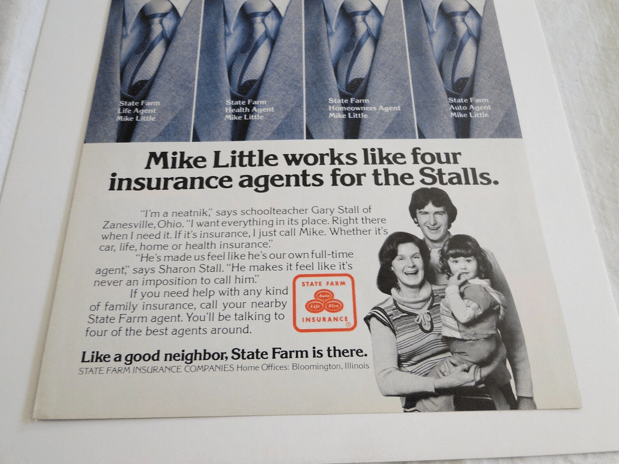 State Farm
Life Agent
Mike Little
State Farm
Health Agent
Mike Little
State Farm
Homeowners Agent
Mike Little
State Farm
Auto Agent
Mike Little
Mike Little works like four
insurance agents for the Stalls.
"I'm a neatnik," says schoolteacher Gary Stall of
Zanesville, Ohio. "I want everything in its place. Right there
when I need it. If it's insurance, I just call Mike. Whether it's
car, life, home or health insurance."
"He's made us feel like he's our own full-time
agent," says Sharon Stall. "He makes it feel like it's
never an imposition to call him."
If you need help with any kind
of family insurance, call your nearby
State Farm agent. You'll be talking to
four of the best agents around.
STATE FARM
Auto
Life Fire
INSURANCE
®
Like a good neighbor, State Farm is there.
STATE FARM INSURANCE COMPANIES Home Offices: Bloomington, Illinois